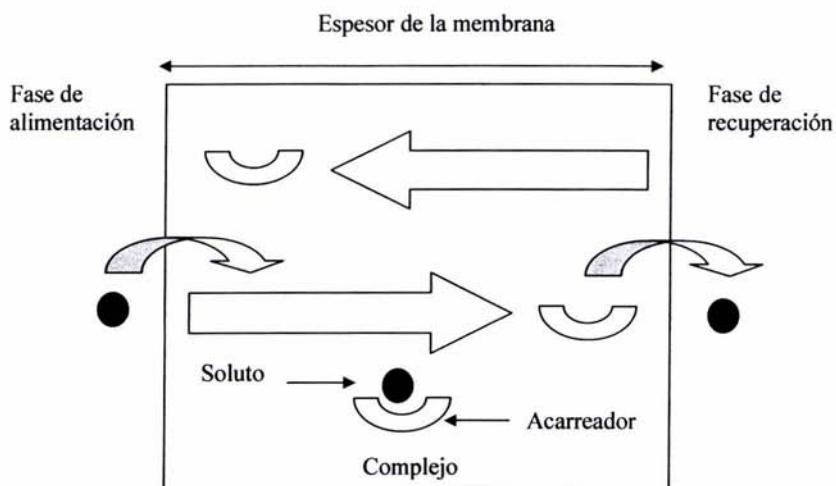 Espesor de la membrana
Fase de
alimentación
Fase de
recuperación
Soluto
Acarreador
Complejo